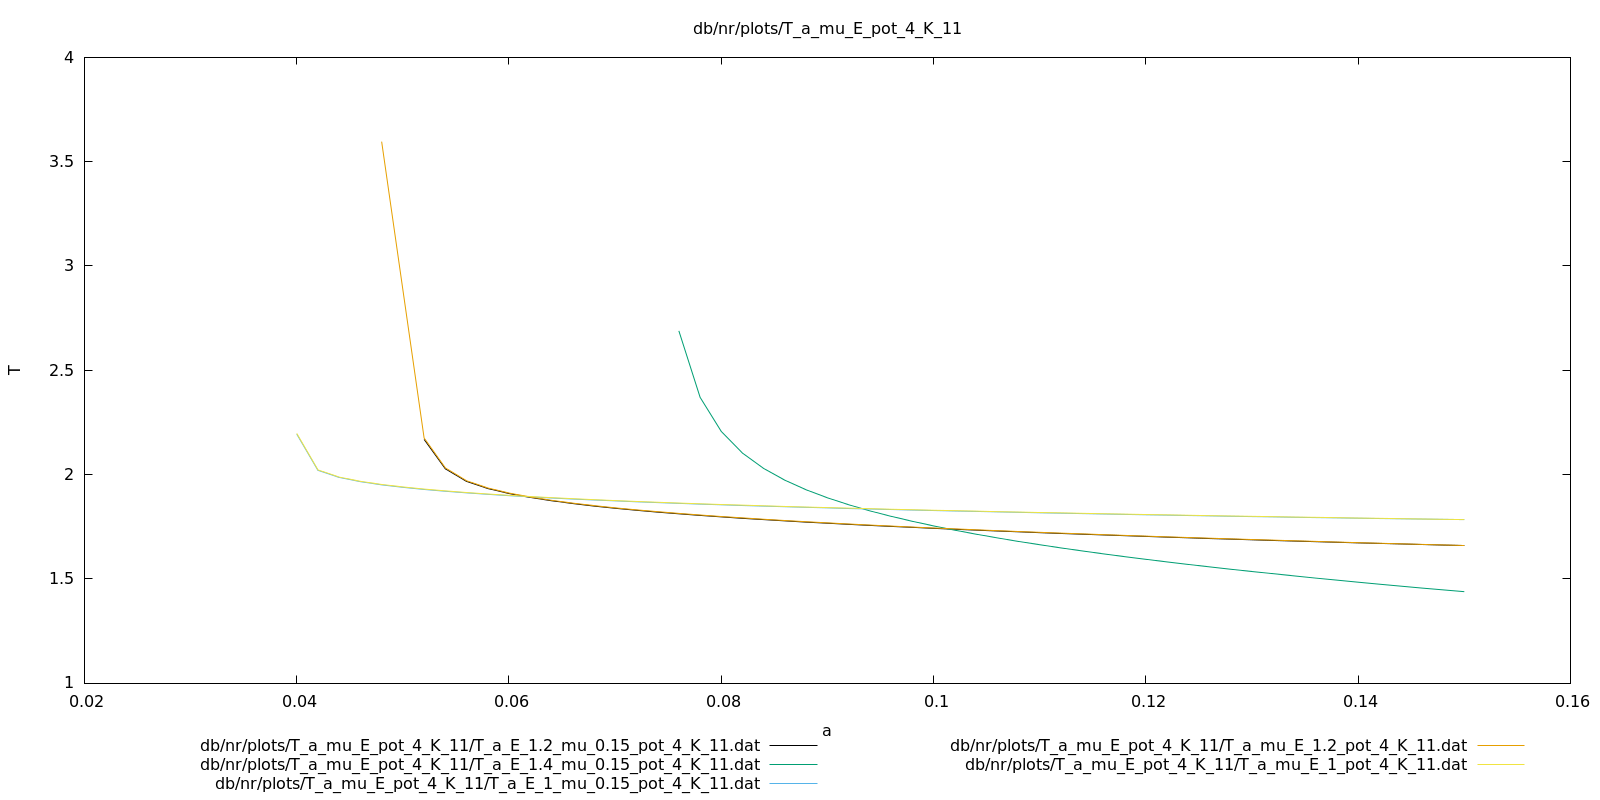 db/nr/plots/T_a_mu_E_pot_4_K_11
4
3.5
3
2.5
2
1.5
1
T
0.02 0.04 0.06 0.08 0.1 0.12 0.14 0.16
a
db/nr/plots/T_a_mu_E_pot_4_K_11/T_a_E_1.2_mu_0.15_pot_4_K_11.dat
db/nr/plots/T_a_mu_E_pot_4_K_11/T_a_E_1.4_mu_0.15_pot_4_K_11.dat
db/nr/plots/T_a_mu_E_pot_4_K_11/T_a_E_1_mu_0.15_pot_4_K_11.dat
db/nr/plots/T_a_mu_E_pot_4_K_11/T_a_mu_E_1.2_pot_4_K_11.dat
db/nr/plots/T_a_mu_E_pot_4_K_11/T_a_mu_E_1_pot_4_K_11.dat